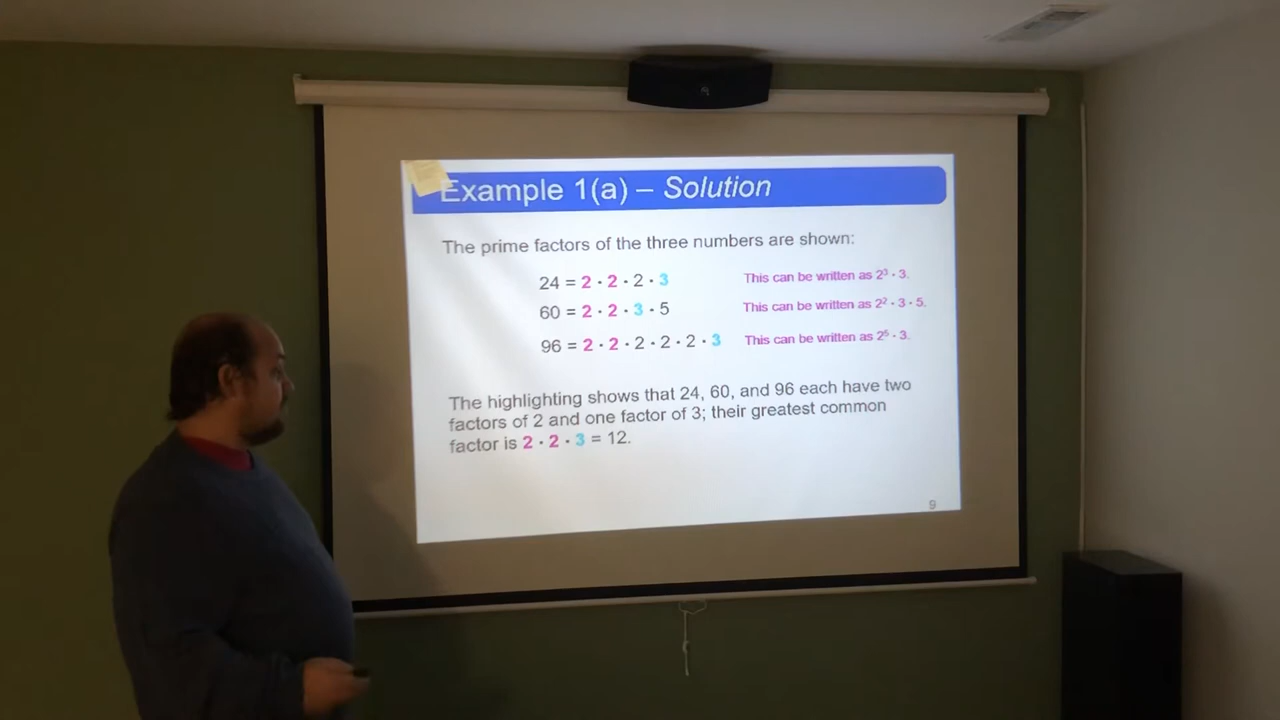 Example 1(a) – Solution
The prime factors of the three numbers are shown:
24 = 2 · 2 · 2 · 3 This can be written as 2³ · 3.
60 = 2 · 2 · 3 · 5 This can be written as 2² · 3 · 5.
96 = 2 · 2 · 2 · 2 · 2 · 3 This can be written as 2⁵ · 3.
The highlighting shows that 24, 60, and 96 each have two
factors of 2 and one factor of 3; their greatest common
factor is 2 · 2 · 3 = 12.
9